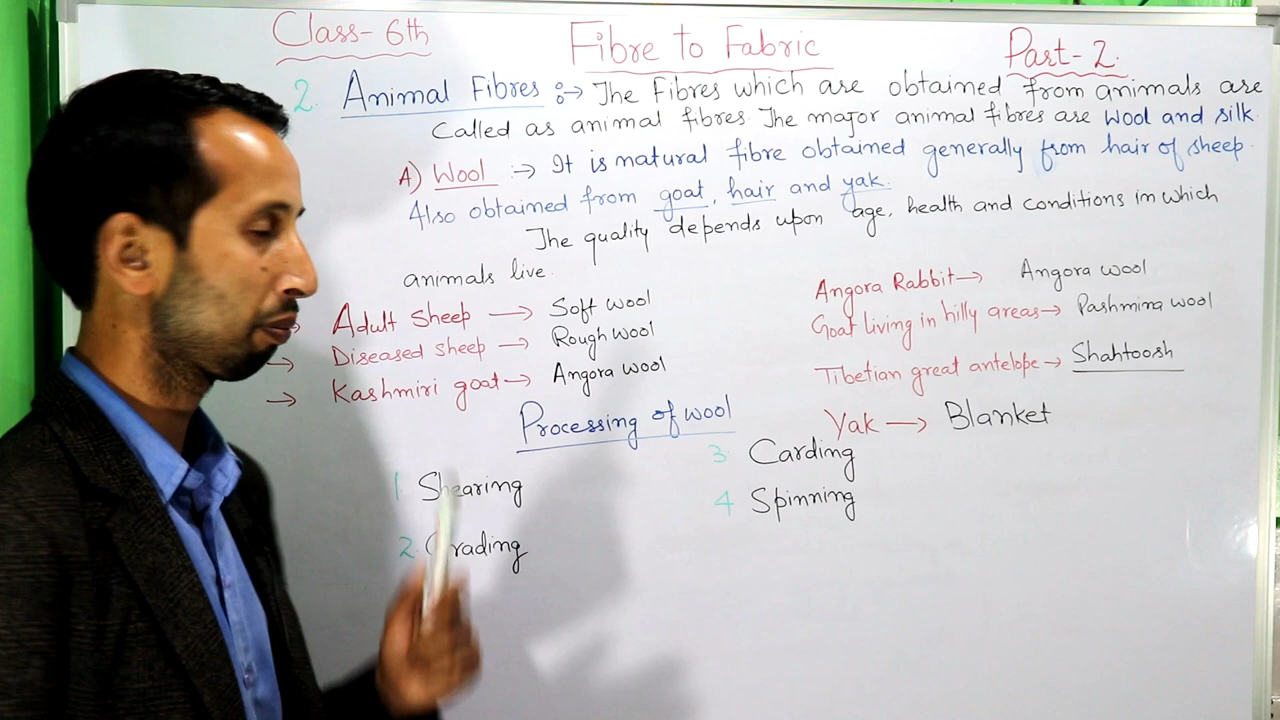 Class- 6th
Fibre to Fabric
Part- 2.
2. Animal Fibres :→ The Fibres which are obtained from animals are
called as animal fibres. The major animal fibres are wool and silk.
A) Wool :→ It is natural fibre obtained generally from hair of sheep.
Also obtained from goat, hair and yak.
The quality depends upon age, health and conditions in which
animals live.
→ Adult Sheep → Soft wool
→ Diseased sheep → Rough wool
→ Kashmiri goat → Angora wool
Angora Rabbit → Angora wool
Goat living in hilly areas → Pashmina wool
Tibetian great antelope → Shahtoosh
Yak → Blanket
Processing of wool
1. Shearing
2. Grading
3. Carding
4 Spinning